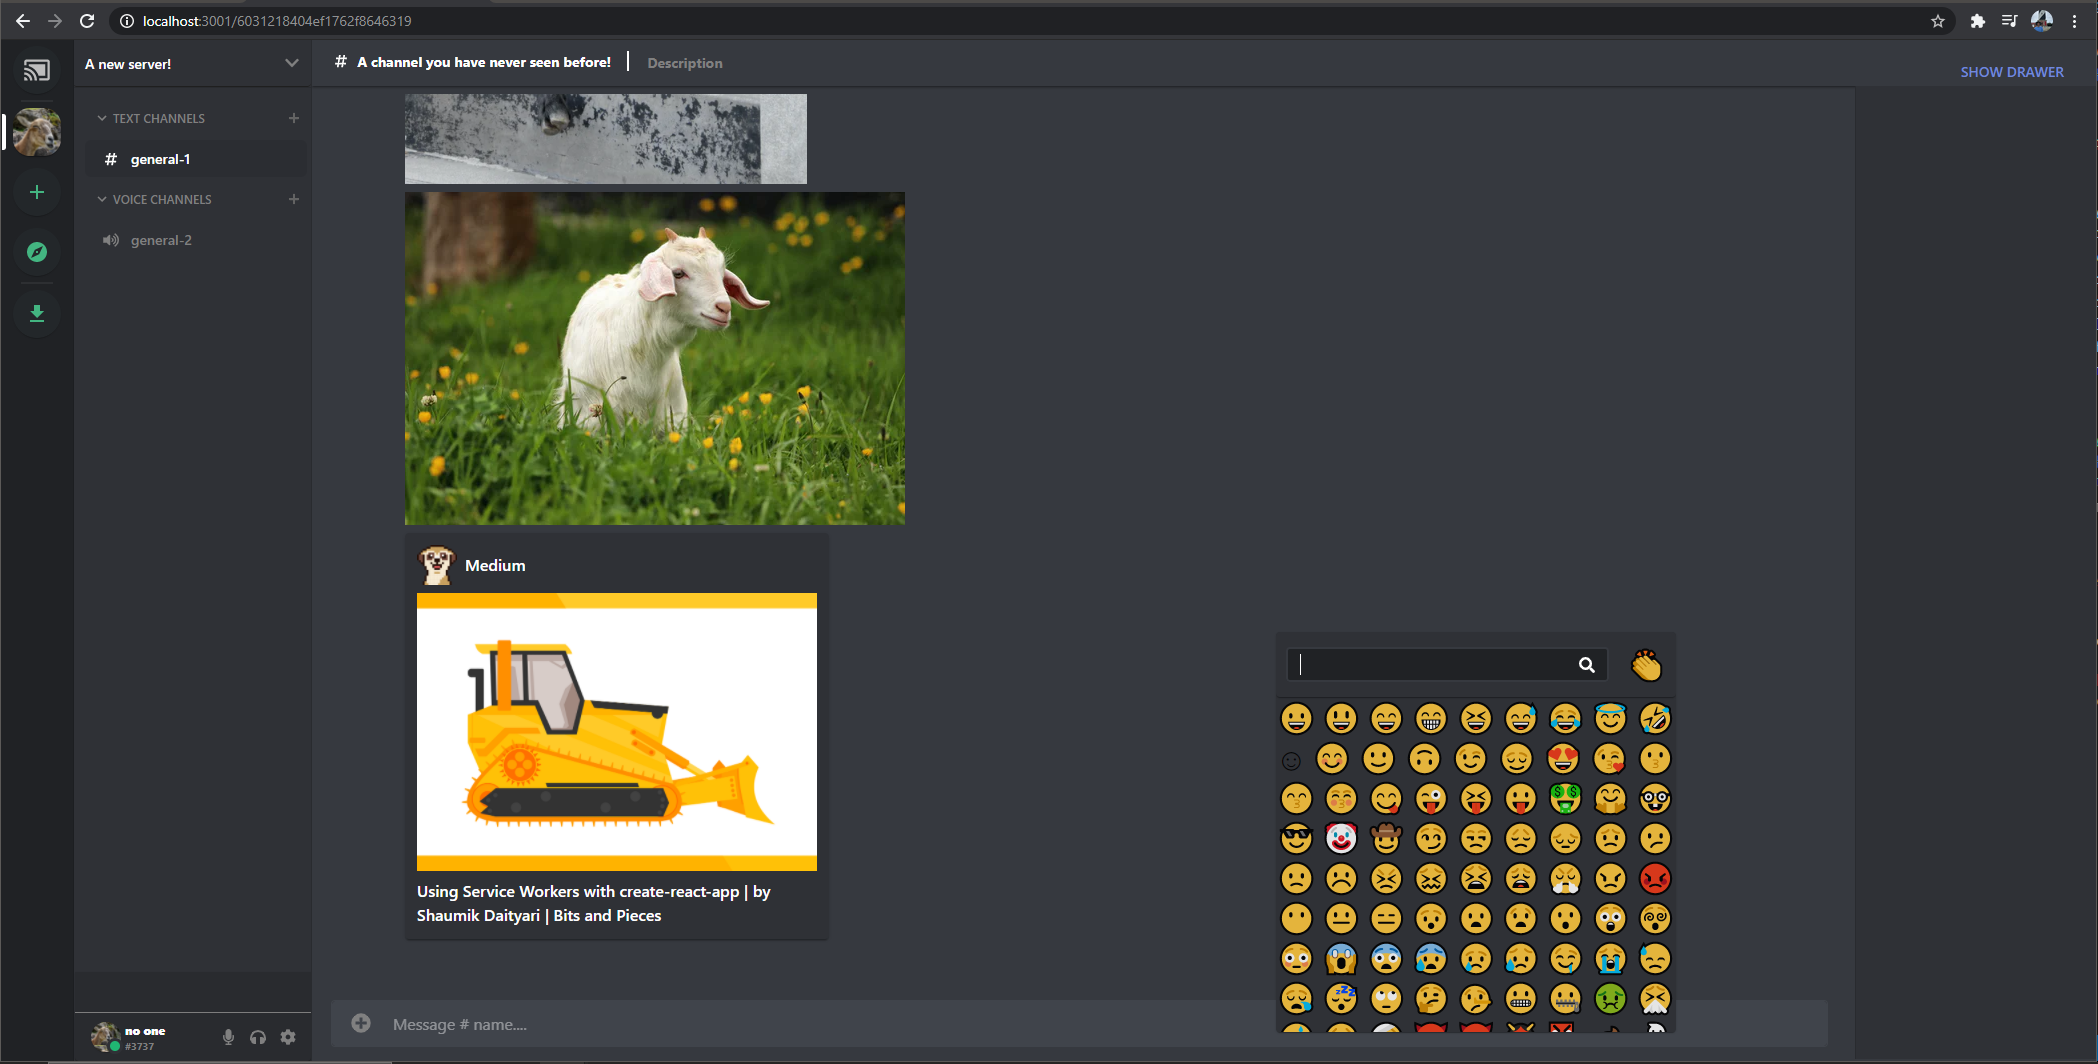 localhost:3001/6031218404ef1762f8646319
A new server!
# A channel you have never seen before!
Description
SHOW DRAWER
TEXT CHANNELS
# general-1
VOICE CHANNELS
general-2
Medium
Using Service Workers with create-react-app | by
Shaumik Daityari | Bits and Pieces
Message # name....
no one
#3737